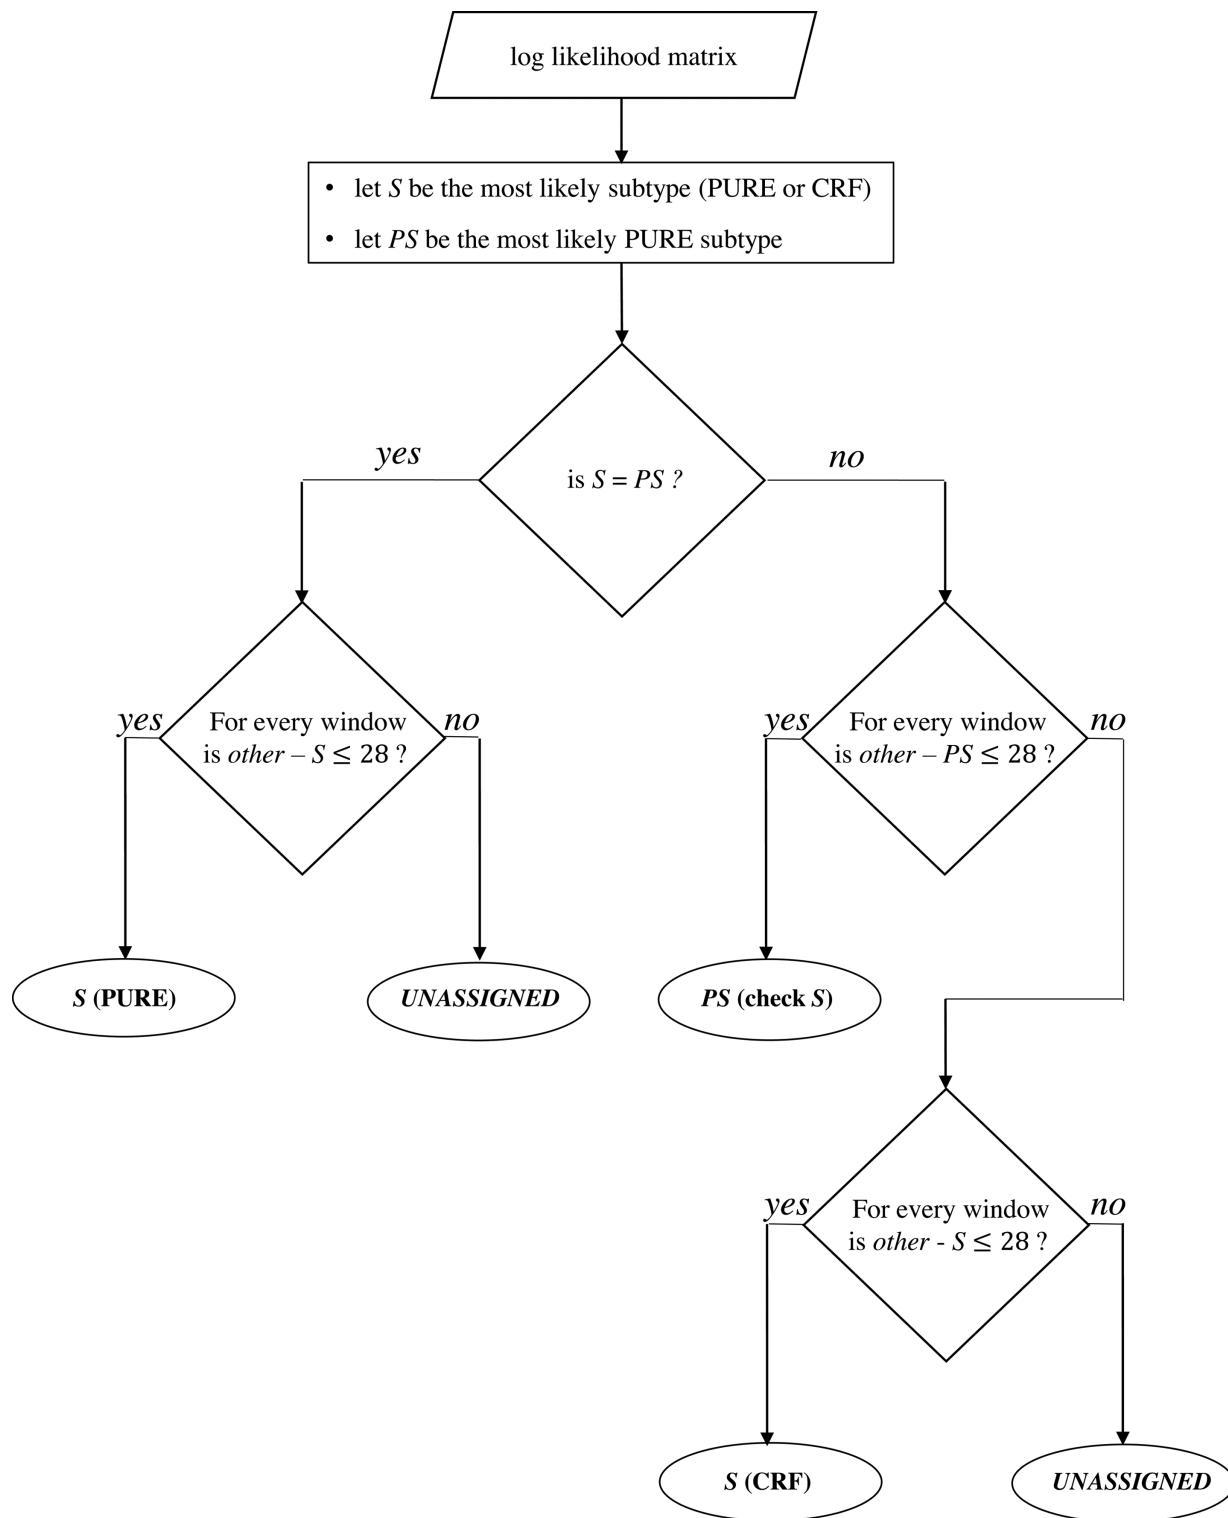 log likelihood matrix
• let S be the most likely subtype (PURE or CRF)
• let PS be the most likely PURE subtype
is S = PS ?
yes
no
For every window
is other – S ≤ 28 ?
yes
no
For every window
is other – PS ≤ 28 ?
yes
no
S (PURE)
UNASSIGNED
PS (check S)
For every window
is other - S ≤ 28 ?
yes
no
S (CRF)
UNASSIGNED